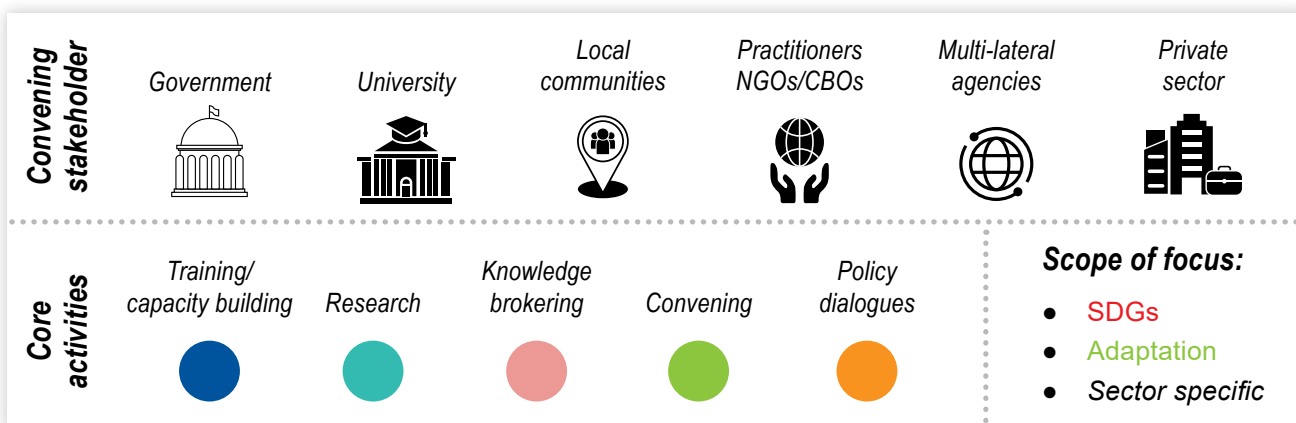 Convening
stakeholder
Government
University
Local
communities
Practitioners
NGOs/CBOs
Multi-lateral
agencies
Private
sector
Core
activities
Training/
capacity building
Research
Knowledge
brokering
Convening
Policy
dialogues
Scope of focus:
● SDGs
● Adaptation
● Sector specific